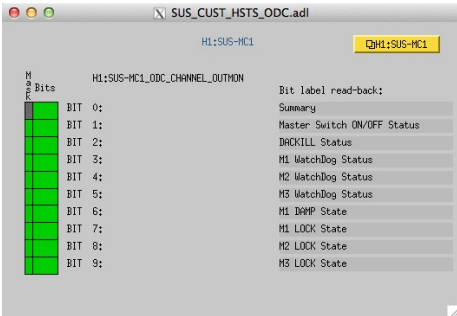 SUS_CUST_HSTS_ODC.adl
H1:SUS-MC1
H1:SUS-MC1
Mask Bits
H1:SUS-MC1_ODC_CHANNEL_OUTMON
Bit label read-back:
BIT 0: Summary
BIT 1: Master Switch ON/OFF Status
BIT 2: DACKILL Status
BIT 3: M1 WatchDog Status
BIT 4: M2 WatchDog Status
BIT 5: M3 WatchDog Status
BIT 6: M1 DAMP State
BIT 7: M1 LOCK State
BIT 8: M2 LOCK State
BIT 9: M3 LOCK State